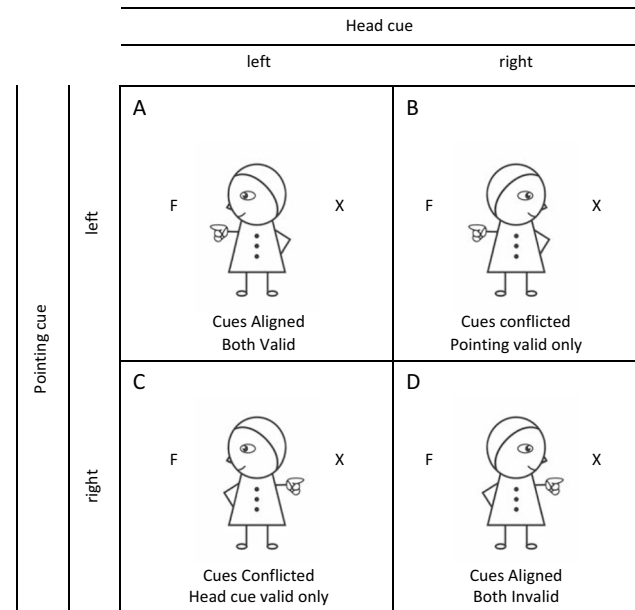 Head cue
left right
Pointing cue
left
A
F X
Cues Aligned
Both Valid
B
F X
Cues conflicted
Pointing valid only
right
C
F X
Cues Conflicted
Head cue valid only
D
F X
Cues Aligned
Both Invalid